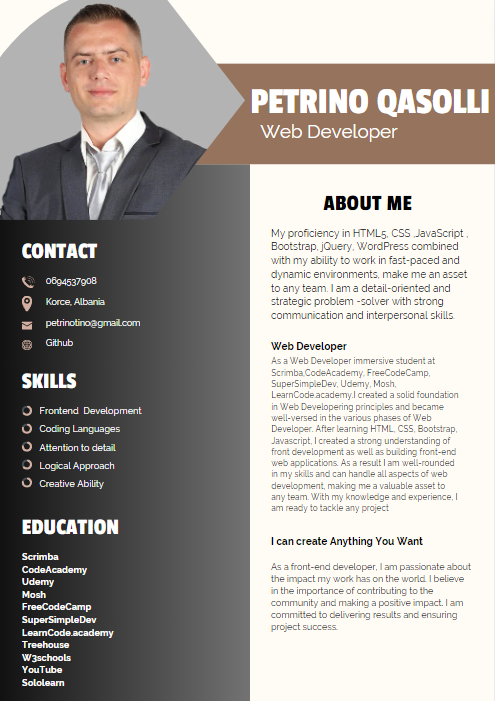 PETRINO QASOLLI
Web Developer
CONTACT
0694537908
Korce, Albania
petrinotino@gmail.com
Github
SKILLS
Frontend Development
Coding Languages
Attention to detail
Logical Approach
Creative Ability
EDUCATION
Scrimba
CodeAcademy
Udemy
Mosh
FreeCodeCamp
SuperSimpleDev
LearnCode.academy
Treehouse
W3schools
YouTube
Sololearn
ABOUT ME
My proficiency in HTML5, CSS ,JavaScript ,
Bootstrap, jQuery, WordPress combined
with my ability to work in fast-paced and
dynamic environments, make me an asset
to any team. I am a detail-oriented and
strategic problem -solver with strong
communication and interpersonal skills.
Web Developer
As a Web Developer immersive student at
Scrimba,CodeAcademy, FreeCodeCamp,
SuperSimpleDev, Udemy, Mosh,
LearnCode.academy.I created a solid foundation
in Web Developering principles and became
well-versed in the various phases of Web
Developer. After learning HTML, CSS, Bootstrap,
Javascript, I created a strong understanding of
front development as well as building front-end
web applications. As a result I am well-rounded
in my skills and can handle all aspects of web
development, making me a valuable asset to
any team. With my knowledge and experience, I
am ready to tackle any project
I can create Anything You Want
As a front-end developer, I am passionate about
the impact my work has on the world. I believe
in the importance of contributing to the
community and making a positive impact. I am
committed to delivering results and ensuring
project success.